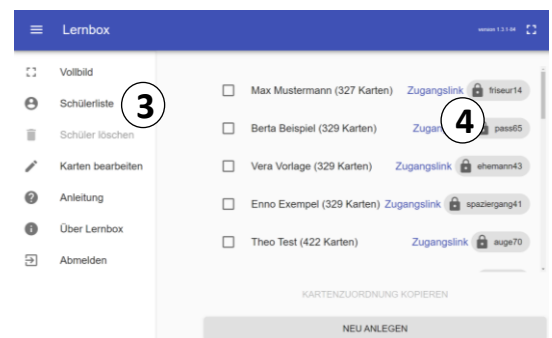 Lernbox
version 1.3.1-64
Vollbild
Schülerliste
3
Schüler löschen
Karten bearbeiten
Anleitung
Über Lernbox
Abmelden
Max Mustermann (327 Karten) Zugangslink friseur14
4
Berta Beispiel (329 Karten) Zugan pass65
Vera Vorlage (329 Karten) Zugangslink ehemann43
Enno Exempel (329 Karten) Zugangslink spaziergang41
Theo Test (422 Karten) Zugangslink auge70
KARTENZUORDNUNG KOPIEREN
NEU ANLEGEN